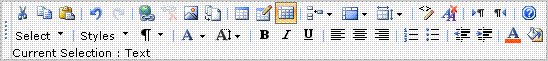 Select Styles ¶ A A B I U A
Current Selection : Text